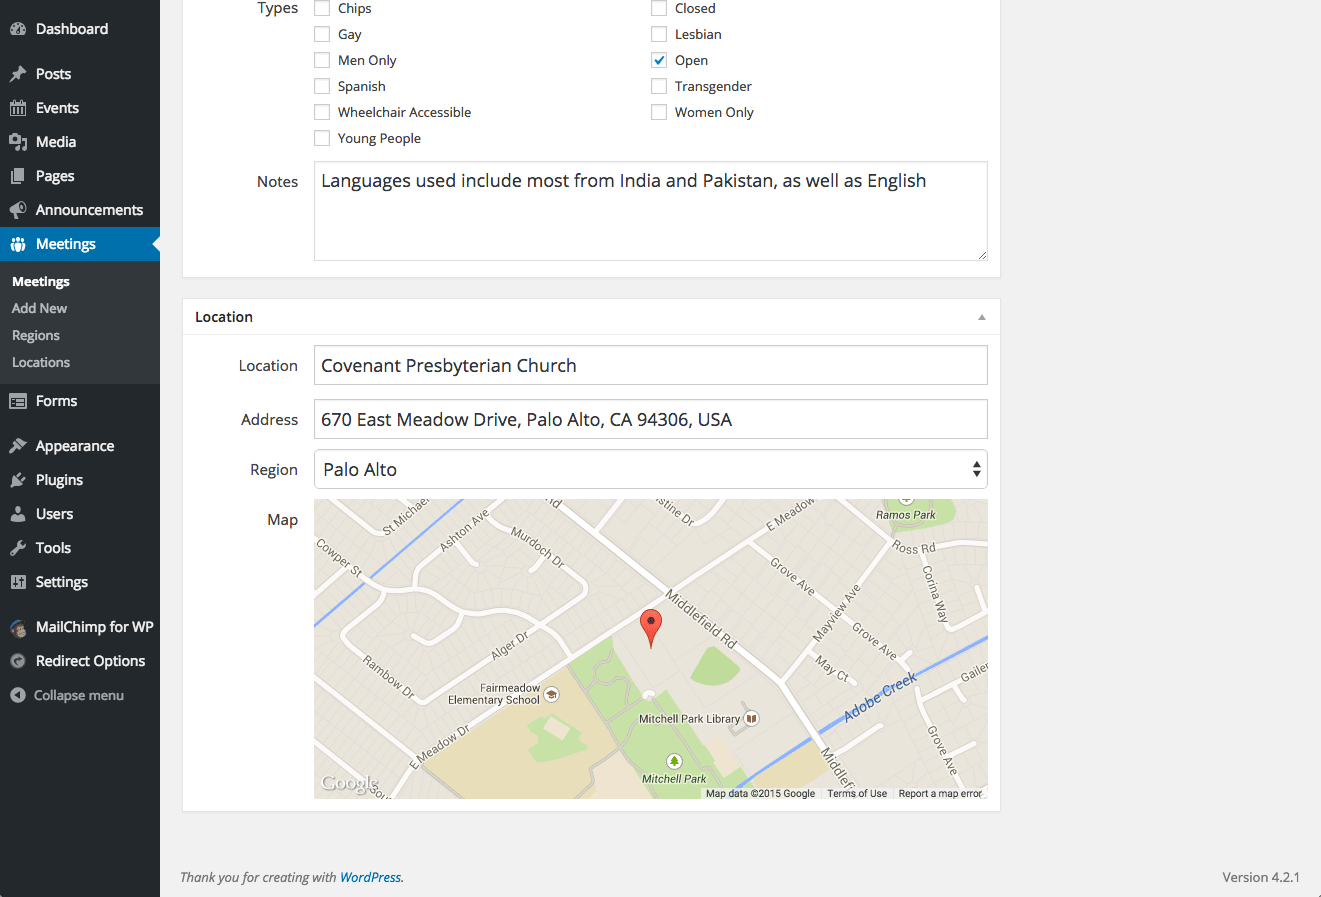 Dashboard
Posts
Events
Media
Pages
Announcements
Meetings
Meetings
Add New
Regions
Locations
Forms
Appearance
Plugins
Users
Tools
Settings
MailChimp for WP
Redirect Options
Collapse menu
Types
Chips
Closed
Gay
Lesbian
Men Only
Open
Spanish
Transgender
Wheelchair Accessible
Women Only
Young People
Notes
Languages used include most from India and Pakistan, as well as English
Location
Location
Covenant Presbyterian Church
Address
670 East Meadow Drive, Palo Alto, CA 94306, USA
Region
Palo Alto
Map
St Michael
Ashton Ave
Murdoch Dr
Cowper St
stine Dr
E Meadow
Ramos Park
Ross Rd
Corina Way
Grove Ave
Mayview Ave
Middlefield Rd
Grove Ave
May Ct
Gailer
Adobe Creek
Alger Dr
Rambow Dr
Fairmeadow
Elementary School
Mitchell Park Library
E Meadow Dr
Grove Ave
Middlef
Mitchell Park
Google
Map data ©2015 Google
Terms of Use
Report a map error
Thank you for creating with WordPress.
Version 4.2.1